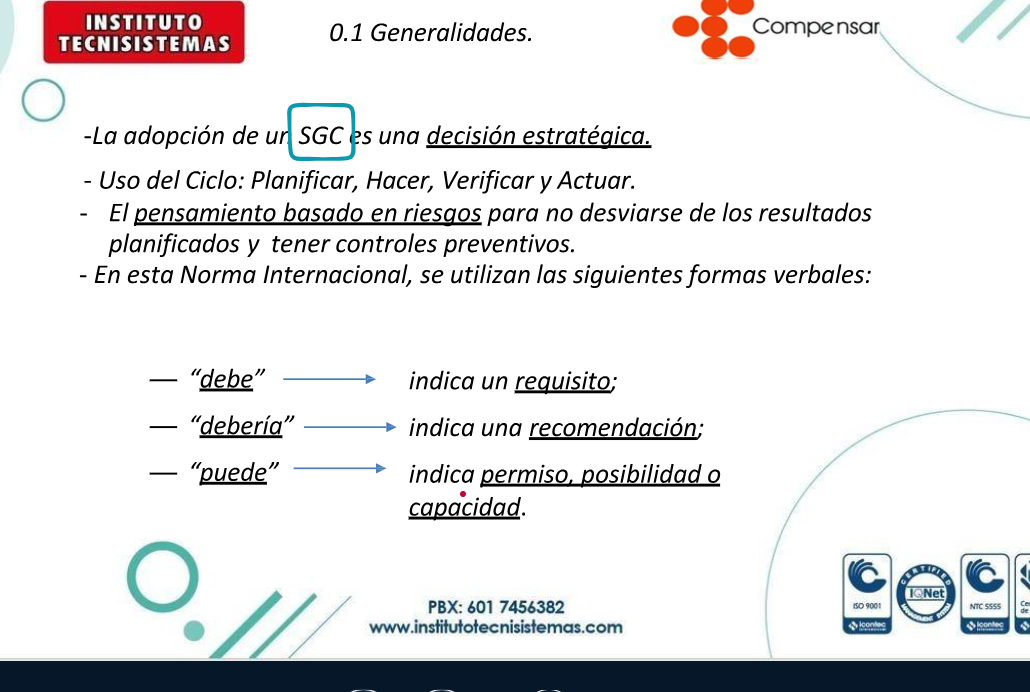 INSTITUTO
TECNISISTEMAS
0.1 Generalidades.
Compensar
-La adopción de un SGC es una decisión estratégica.
- Uso del Ciclo: Planificar, Hacer, Verificar y Actuar.
- El pensamiento basado en riesgos para no desviarse de los resultados
planificados y tener controles preventivos.
- En esta Norma Internacional, se utilizan las siguientes formas verbales:
— “debe” indica un requisito;
— “debería” indica una recomendación;
— “puede” indica permiso, posibilidad o
capacidad.
PBX: 601 7456382
www.institutotecnisistemas.com
ISO 9001
icontec
CERTIFIED
IQNet
MANAGEMENT SYSTEM
NTC 5555
icontec